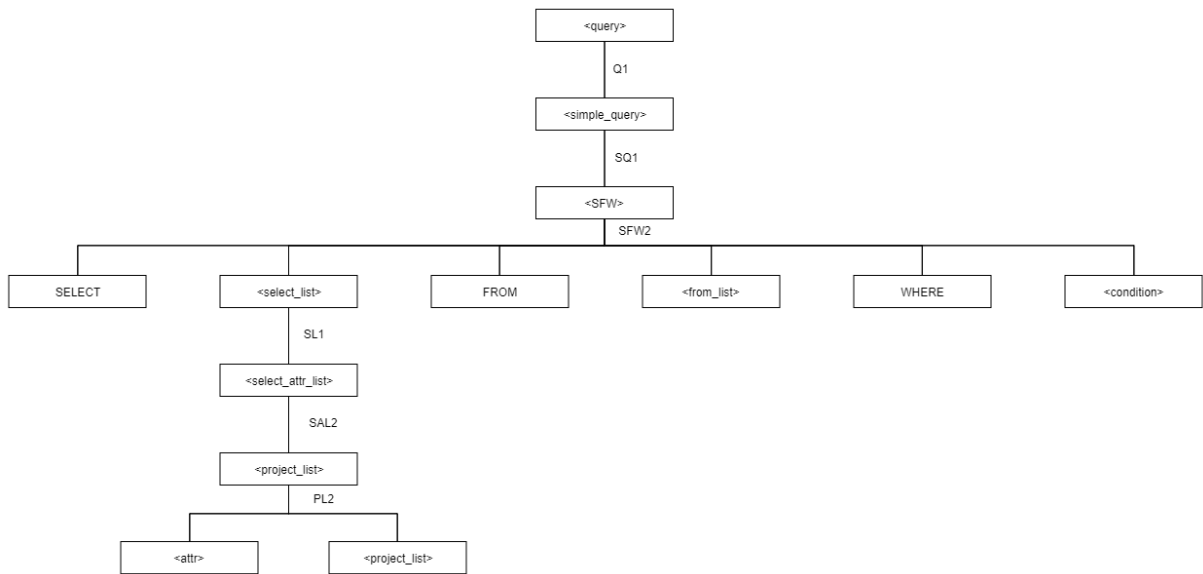 <query>
Q1
<simple_query>
SQ1
<SFW>
SFW2
SELECT
<select_list>
FROM
<from_list>
WHERE
<condition>
SL1
<select_attr_list>
SAL2
<project_list>
PL2
<attr>
<project_list>